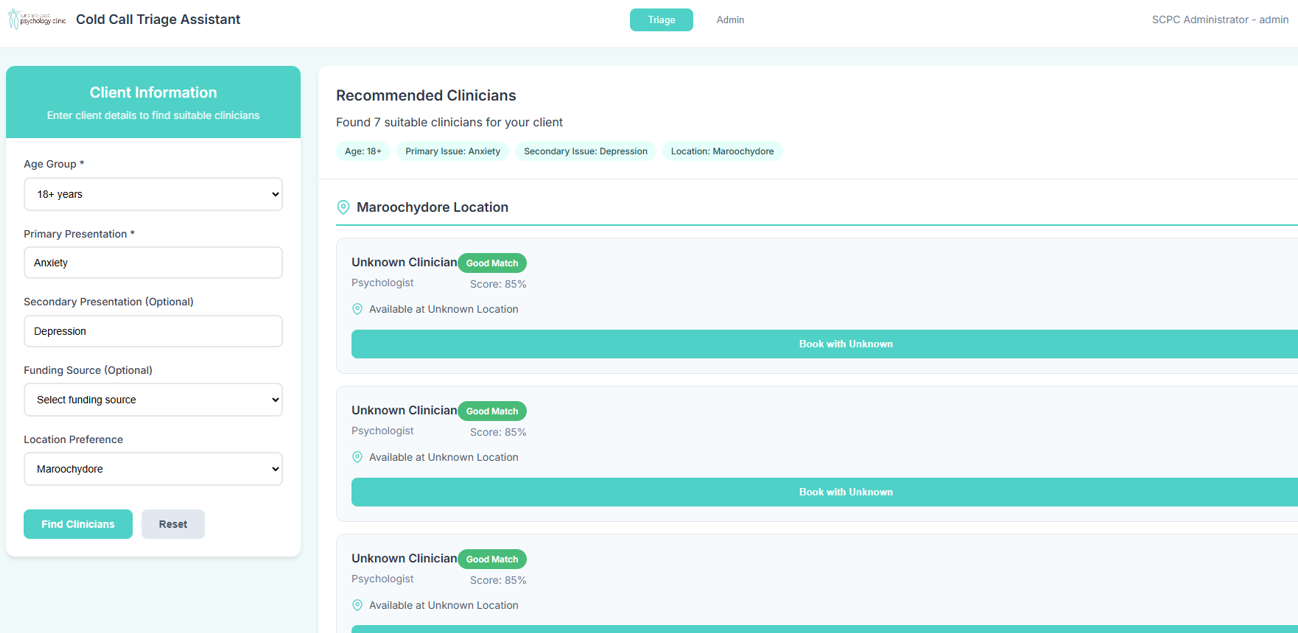 psychology clinic
Cold Call Triage Assistant
Triage
Admin
SCPC Administrator - admin
Client Information
Enter client details to find suitable clinicians
Age Group *
18+ years
Primary Presentation *
Anxiety
Secondary Presentation (Optional)
Depression
Funding Source (Optional)
Select funding source
Location Preference
Maroochydore
Find Clinicians
Reset
Recommended Clinicians
Found 7 suitable clinicians for your client
Age: 18+
Primary Issue: Anxiety
Secondary Issue: Depression
Location: Maroochydore
Maroochydore Location
Unknown Clinician
Good Match
Psychologist
Score: 85%
Available at Unknown Location
Book with Unknown
Unknown Clinician
Good Match
Psychologist
Score: 85%
Available at Unknown Location
Book with Unknown
Unknown Clinician
Good Match
Psychologist
Score: 85%
Available at Unknown Location